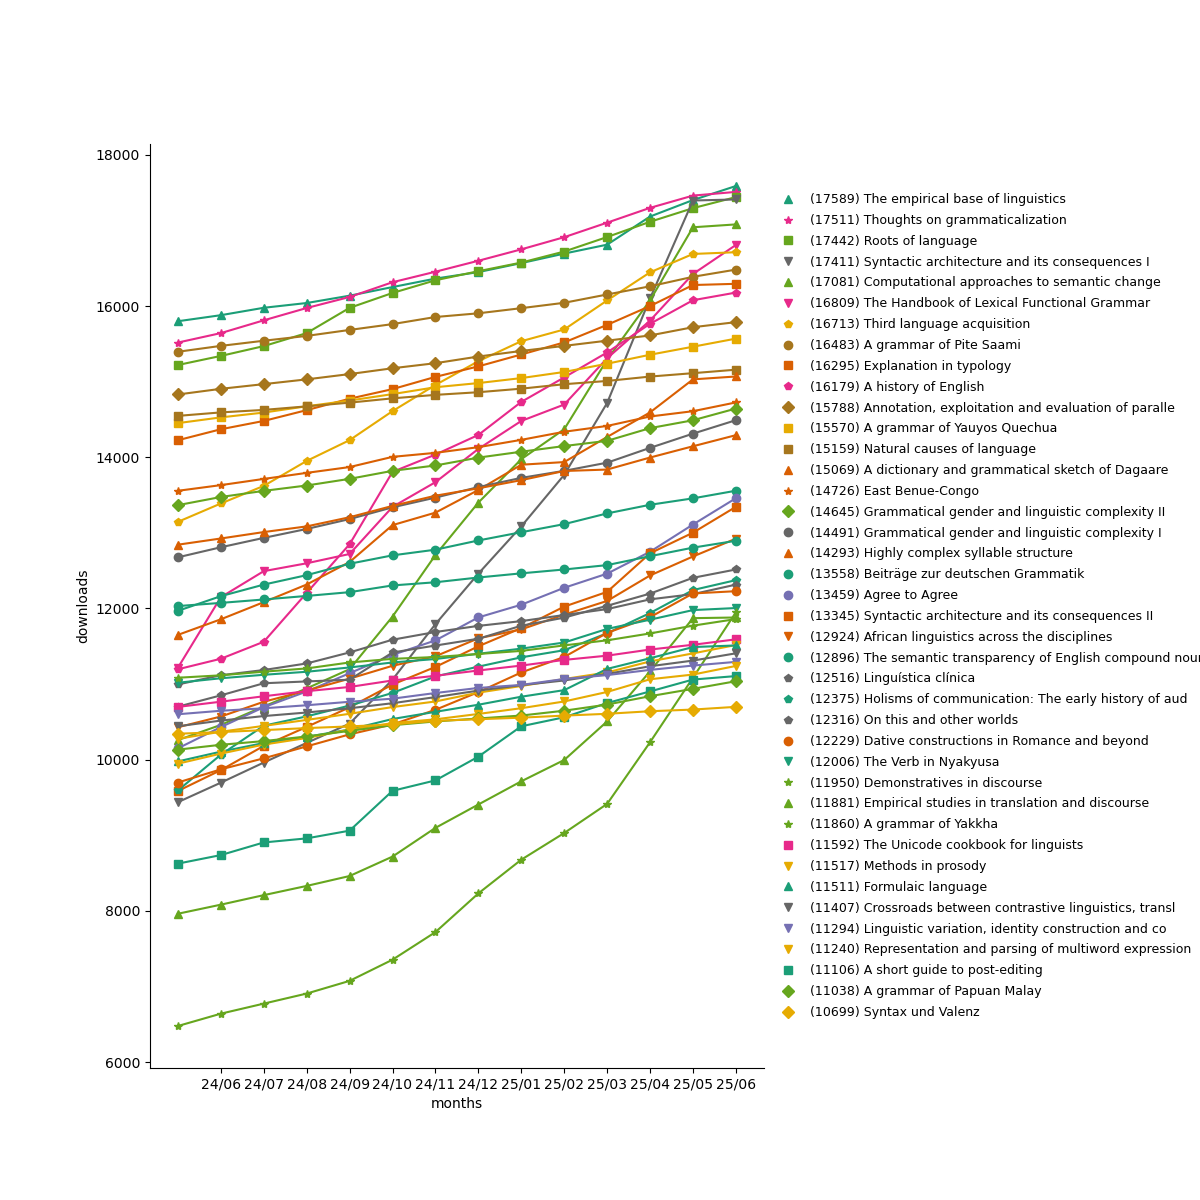 18000
16000
14000
12000
10000
8000
6000
downloads
24/06 24/07 24/08 24/09 24/10 24/11 24/12 25/01 25/02 25/03 25/04 25/05 25/06
months
(17589) The empirical base of linguistics
(17511) Thoughts on grammaticalization
(17442) Roots of language
(17411) Syntactic architecture and its consequences I
(17081) Computational approaches to semantic change
(16809) The Handbook of Lexical Functional Grammar
(16713) Third language acquisition
(16483) A grammar of Pite Saami
(16295) Explanation in typology
(16179) A history of English
(15788) Annotation, exploitation and evaluation of paralle
(15570) A grammar of Yauyos Quechua
(15159) Natural causes of language
(15069) A dictionary and grammatical sketch of Dagaare
(14726) East Benue-Congo
(14645) Grammatical gender and linguistic complexity II
(14491) Grammatical gender and linguistic complexity I
(14293) Highly complex syllable structure
(13558) Beiträge zur deutschen Grammatik
(13459) Agree to Agree
(13345) Syntactic architecture and its consequences II
(12924) African linguistics across the disciplines
(12896) The semantic transparency of English compound nour
(12516) Linguística clínica
(12375) Holisms of communication: The early history of aud
(12316) On this and other worlds
(12229) Dative constructions in Romance and beyond
(12006) The Verb in Nyakyusa
(11950) Demonstratives in discourse
(11881) Empirical studies in translation and discourse
(11860) A grammar of Yakkha
(11592) The Unicode cookbook for linguists
(11517) Methods in prosody
(11511) Formulaic language
(11407) Crossroads between contrastive linguistics, transl
(11294) Linguistic variation, identity construction and co
(11240) Representation and parsing of multiword expression
(11106) A short guide to post-editing
(11038) A grammar of Papuan Malay
(10699) Syntax und Valenz